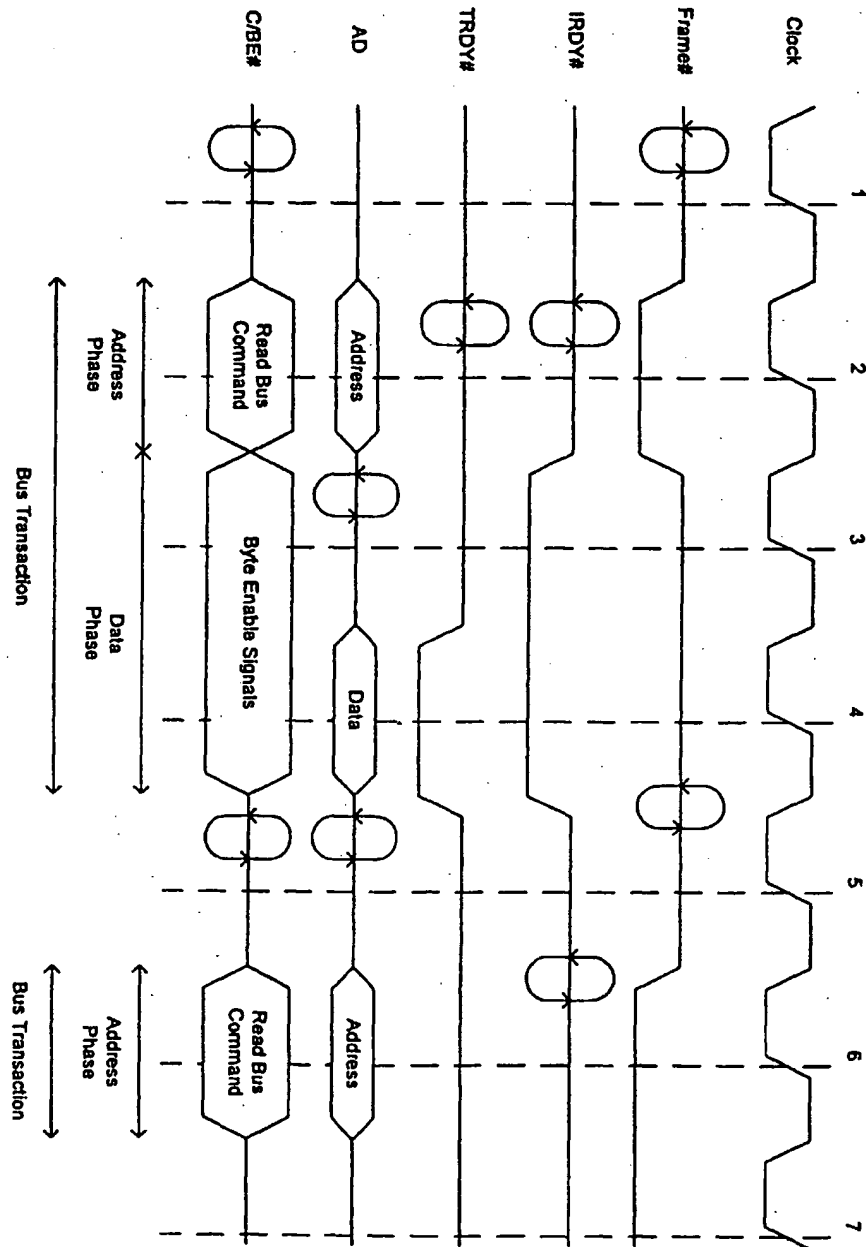 1 2 3 4 5 6 7
Clock
Frame#
IRDY#
TRDY#
AD
Address
Data
Address
C/BE#
Read Bus
Command
Byte Enable Signals
Read Bus
Command
Address
Phase
Data
Phase
Address
Phase
Bus Transaction
Bus Transaction